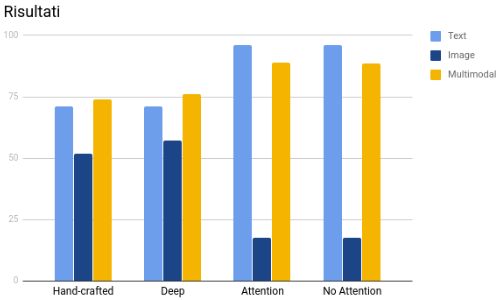 Risultati
100
75
50
25
0
Text
Image
Multimodal
Hand-crafted
Deep
Attention
No Attention